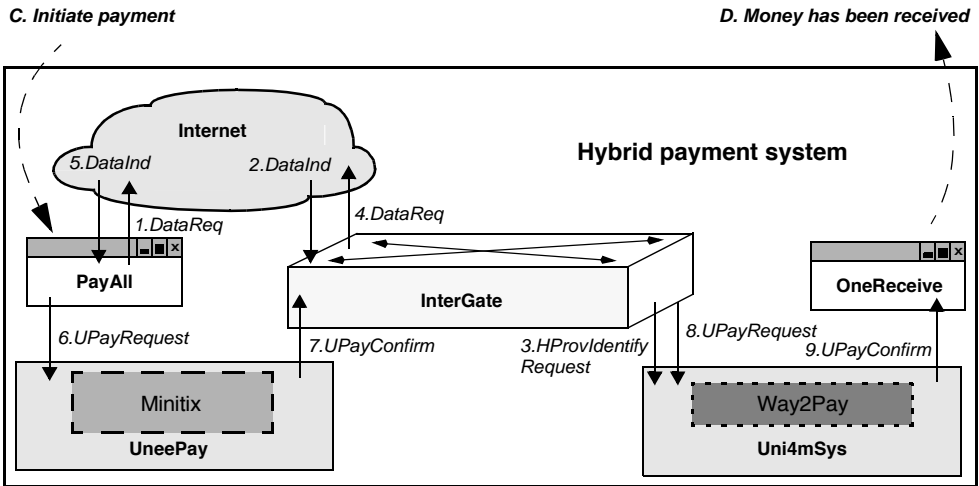 C. Initiate payment
D. Money has been received
Internet
Hybrid payment system
5.DataInd
2.DataInd
1.DataReq
4.DataReq
x
x
PayAll
OneReceive
InterGate
6.UPayRequest
7.UPayConfirm
3.HProvIdentify
Request
8.UPayRequest
9.UPayConfirm
Minitix
Way2Pay
UneePay
Uni4mSys